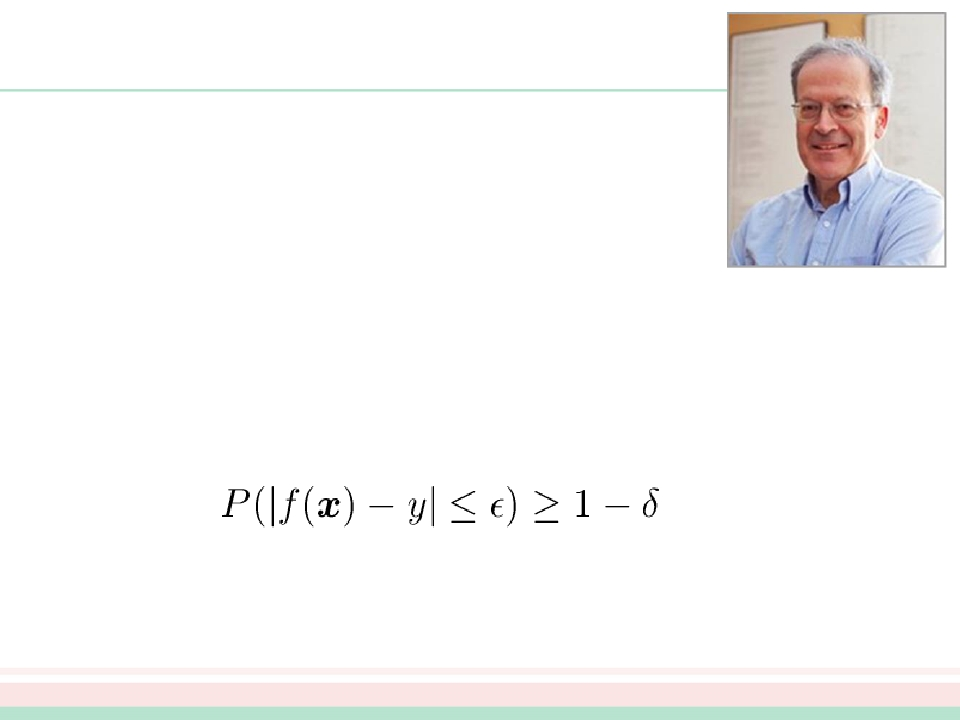 P(|f(𝒙) − y| ≤ ϵ) ≥ 1 − δ